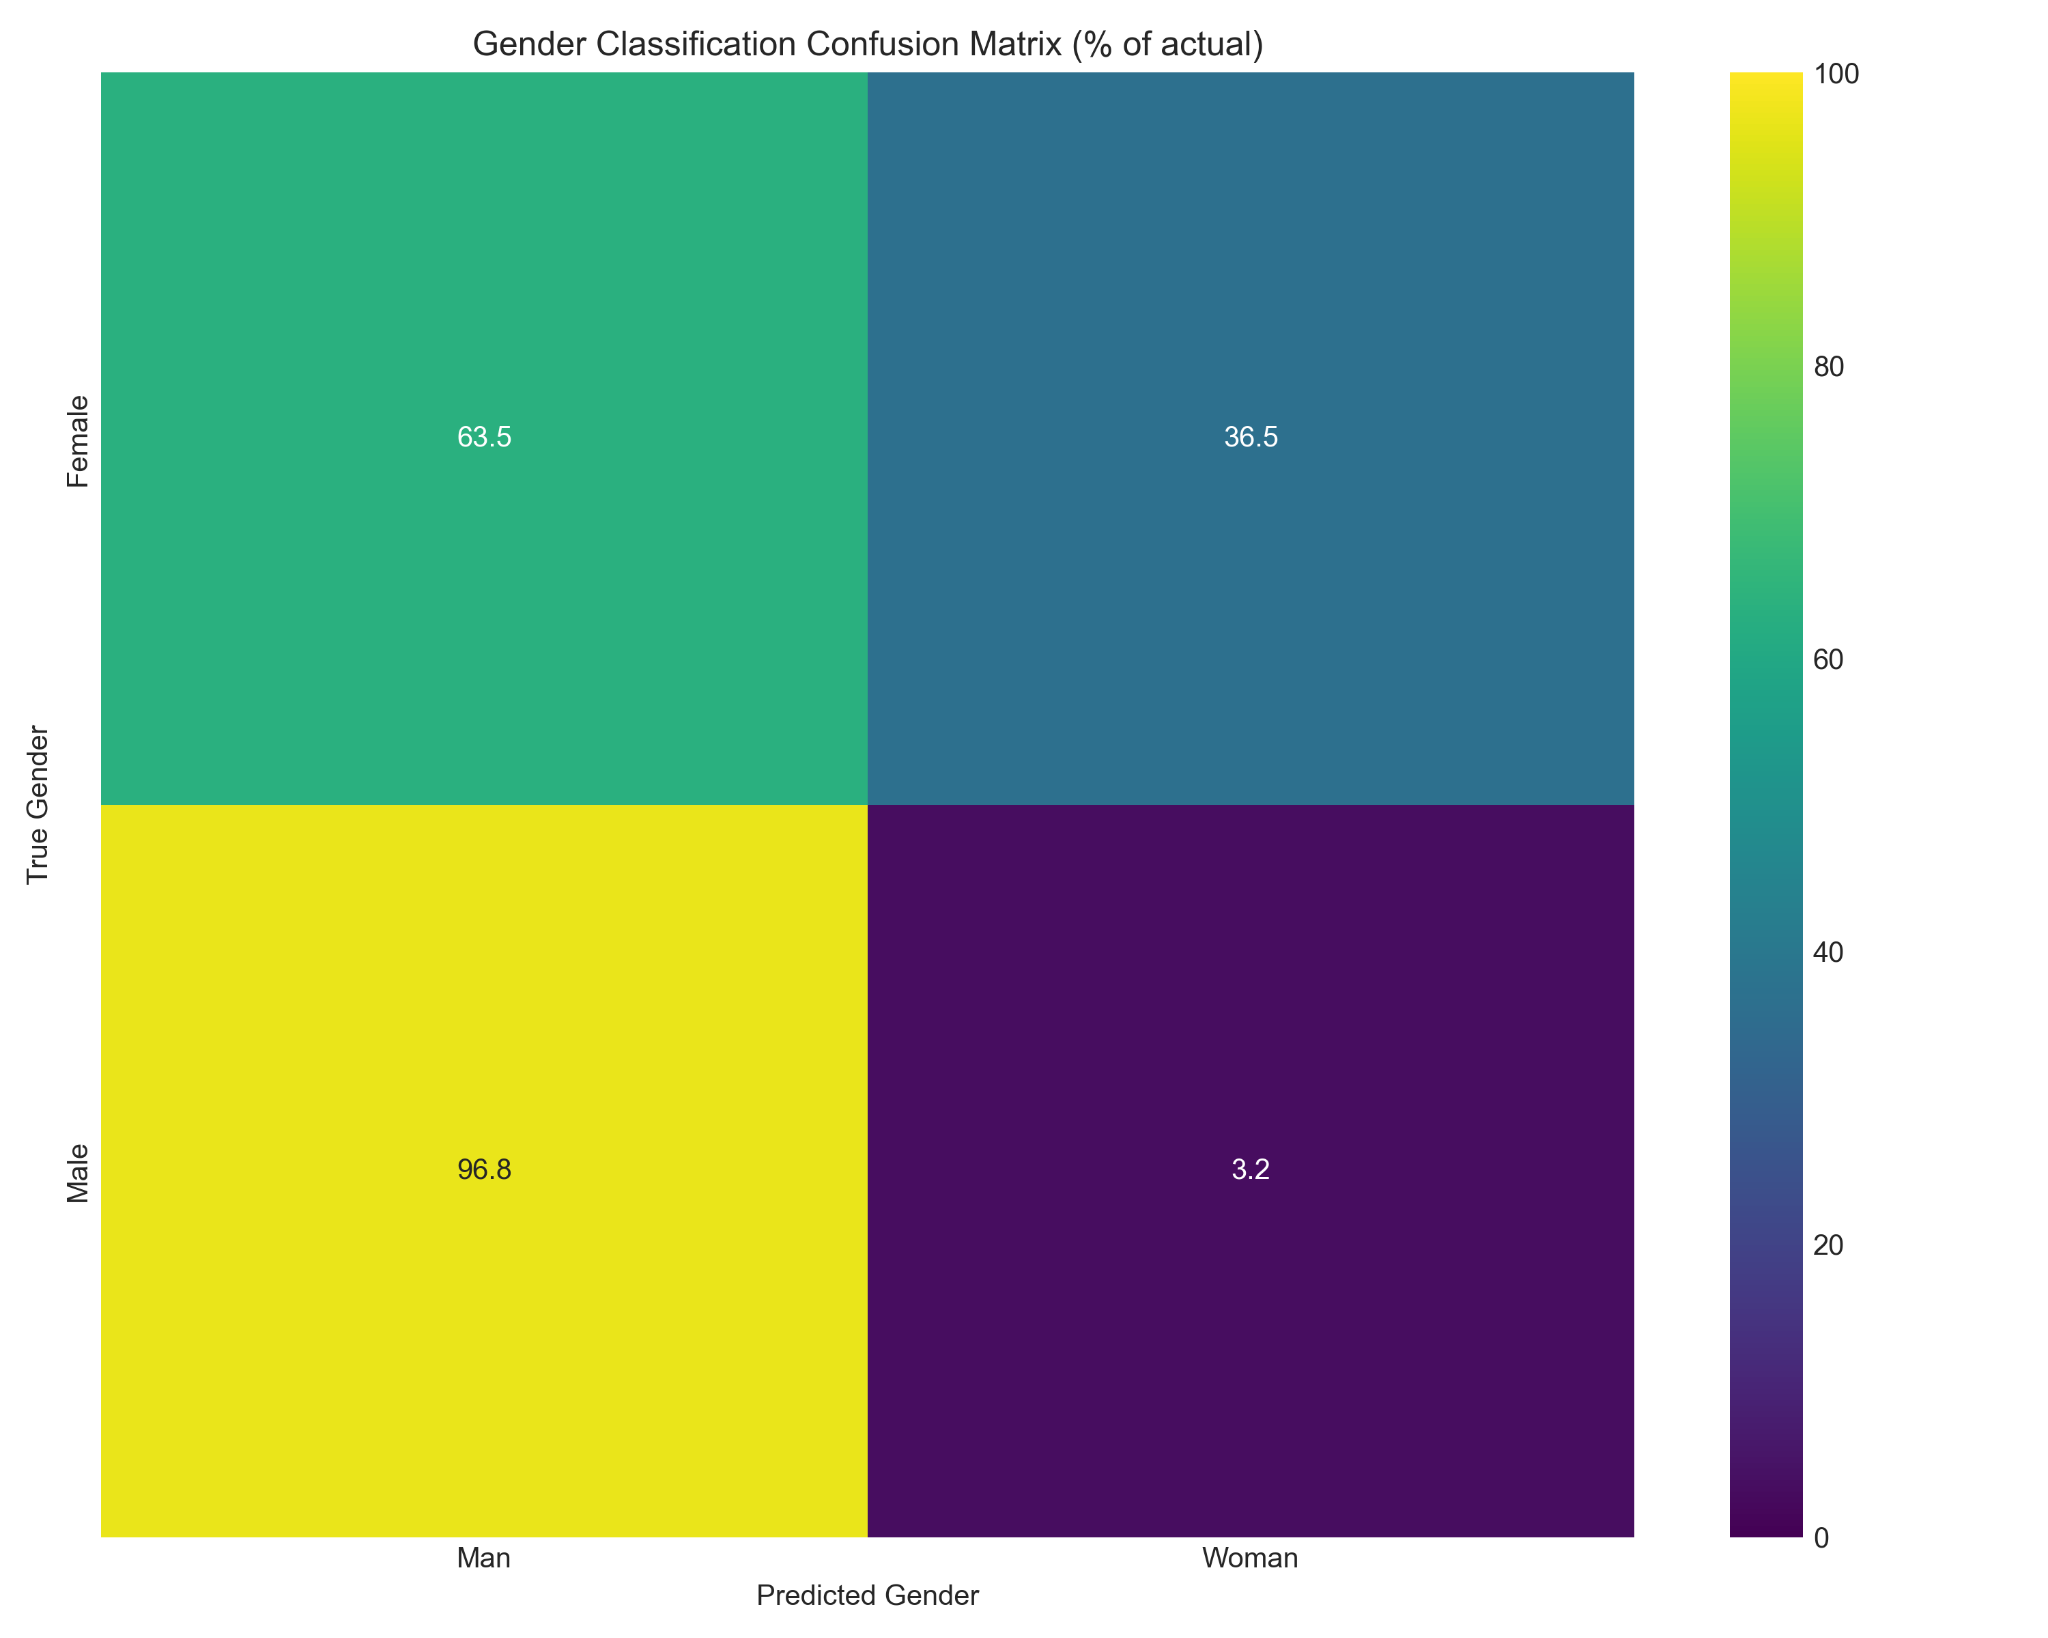 Gender Classification Confusion Matrix (% of actual)
100
80
60
40
20
0
True Gender
Female
63.5
36.5
Male
96.8
3.2
Man
Woman
Predicted Gender